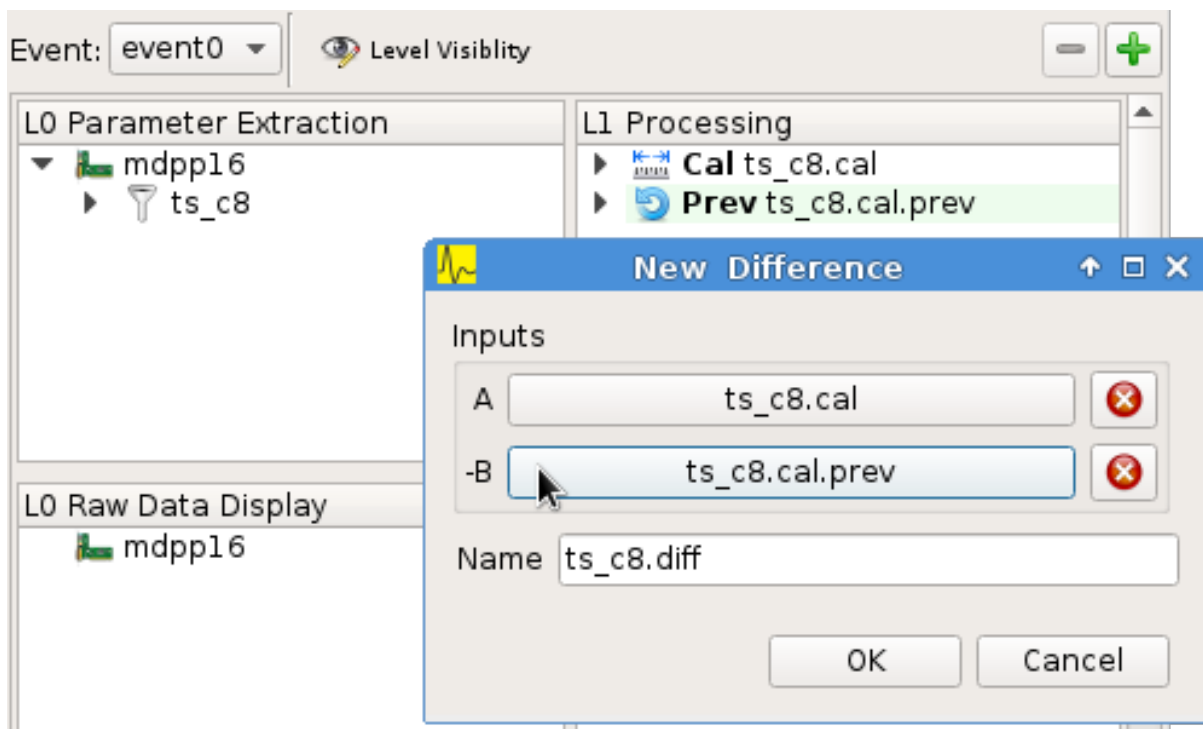 Event: event0 Level Visiblity
L0 Parameter Extraction
mdpp16
ts_c8
L1 Processing
Cal ts_c8.cal
Prev ts_c8.cal.prev
New Difference
Inputs
A ts_c8.cal
-B ts_c8.cal.prev
Name ts_c8.diff
OK Cancel
L0 Raw Data Display
mdpp16